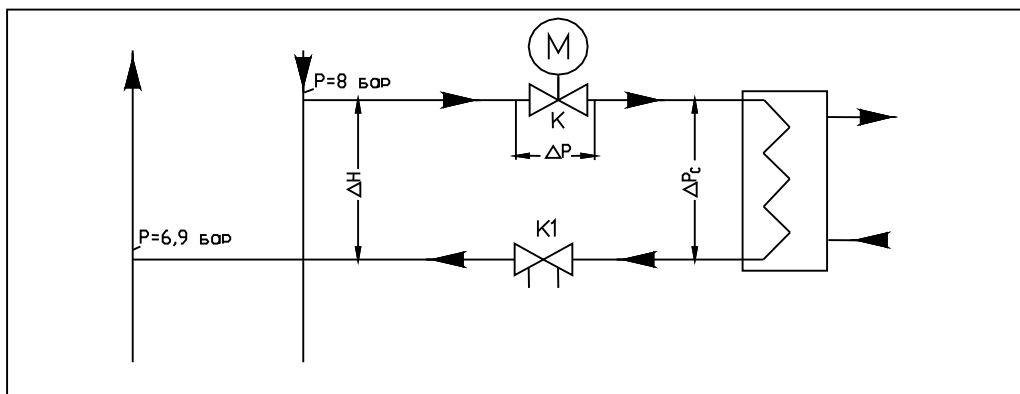 M
P=8 бар
K
ΔP
ΔH
ΔPc
K1
P=6,9 бар